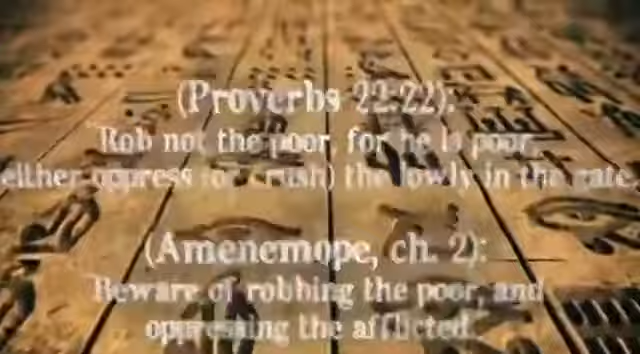 (Proverbs 22:22):
Rob not the poor, for he is poor,
either oppress (or crush) the lowly in the gate.
(Amenemope, ch. 2):
Beware of robbing the poor, and
oppressing the afflicted.